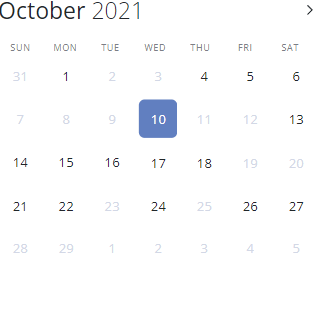 October 2021
SUN MON TUE WED THU FRI SAT
31 1 2 3 4 5 6
7 8 9 10 11 12 13
14 15 16 17 18 19 20
21 22 23 24 25 26 27
28 29 1 2 3 4 5